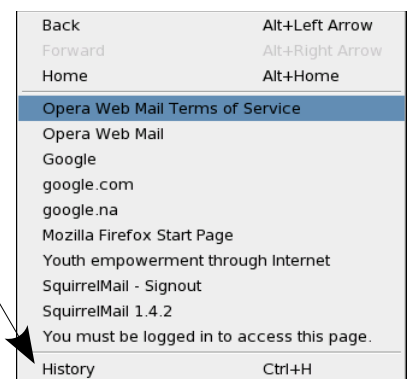 Back Alt+Left Arrow
Forward Alt+Right Arrow
Home Alt+Home
Opera Web Mail Terms of Service
Opera Web Mail
Google
google.com
google.na
Mozilla Firefox Start Page
Youth empowerment through Internet
SquirrelMail - Signout
SquirrelMail 1.4.2
You must be logged in to access this page.
History Ctrl+H